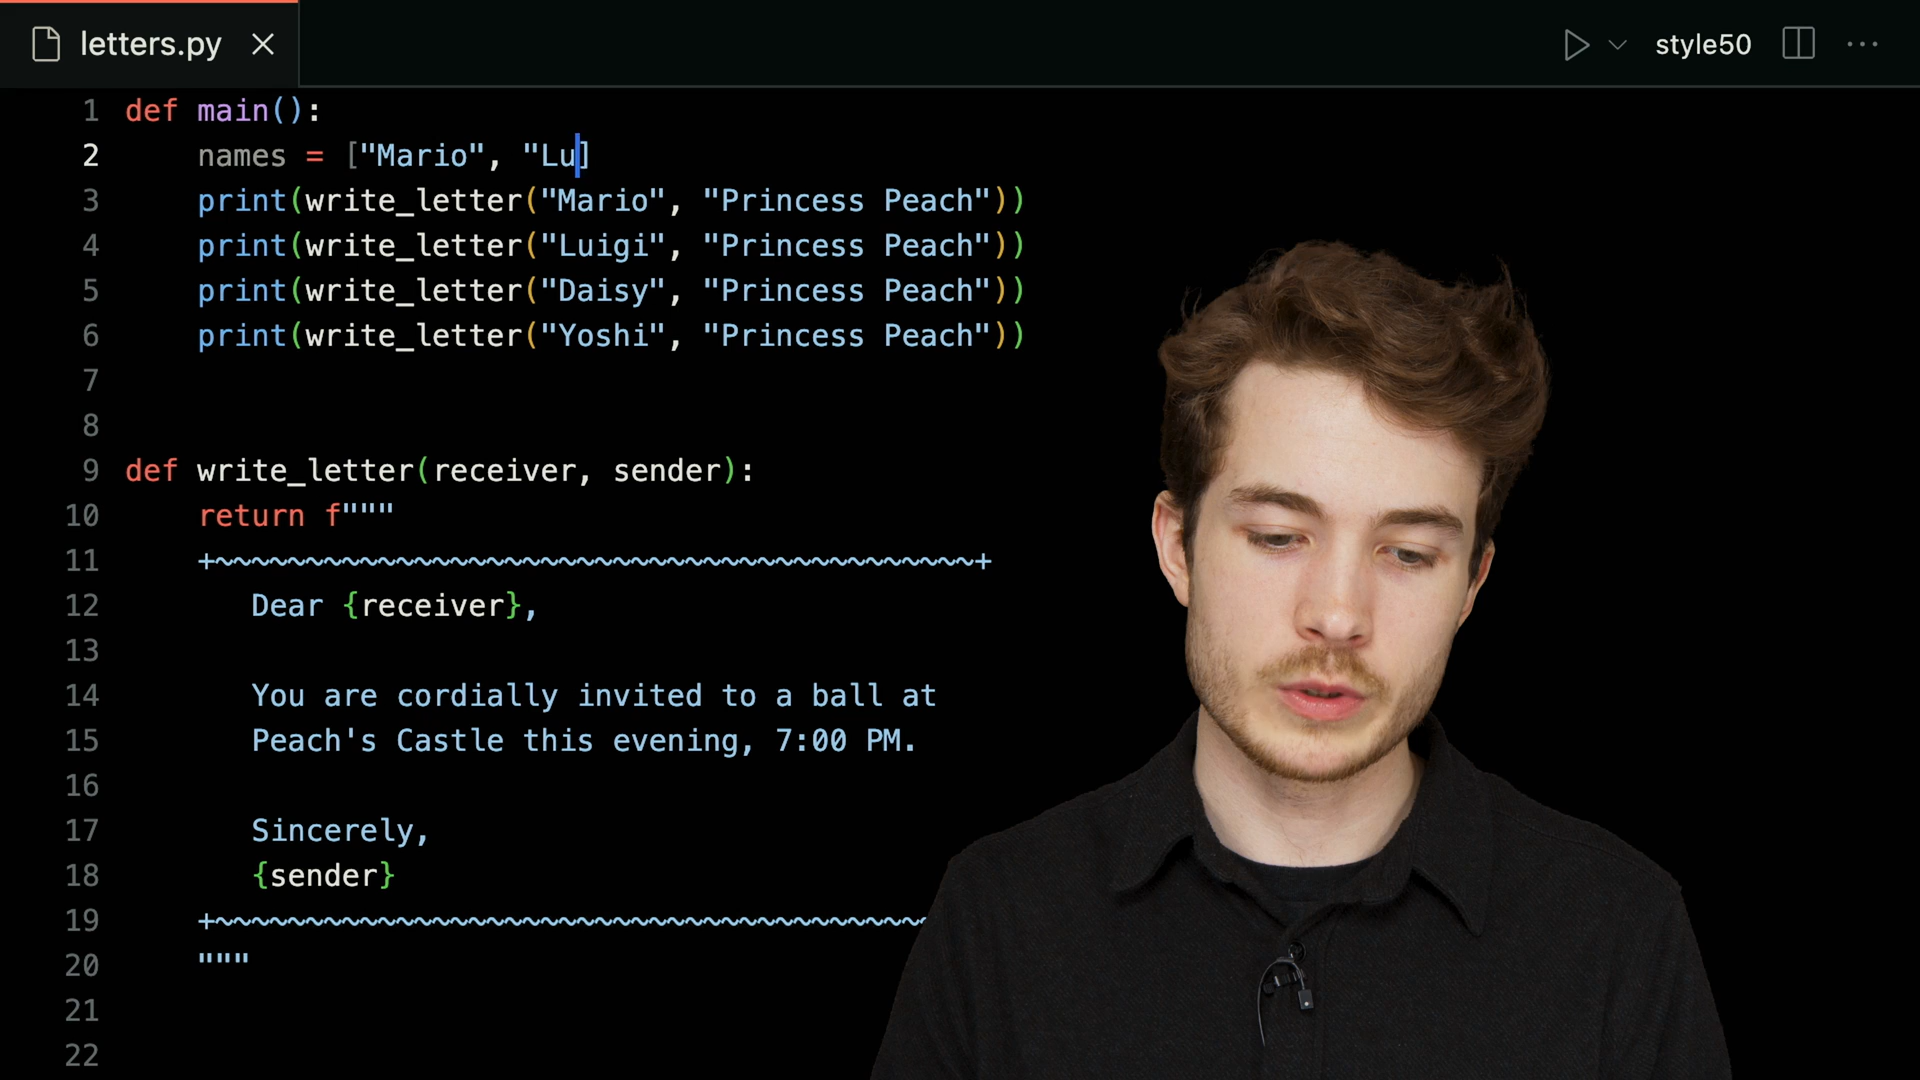 letters.py
style50
1 def main():
2 names = ["Mario", "Lu]
3 print(write_letter("Mario", "Princess Peach"))
4 print(write_letter("Luigi", "Princess Peach"))
5 print(write_letter("Daisy", "Princess Peach"))
6 print(write_letter("Yoshi", "Princess Peach"))
7
8
9 def write_letter(receiver, sender):
10 return f"""
11 +~~~~~~~~~~~~~~~~~~~~~~~~~~~~~~~~~~~~~~~~~~+
12 Dear {receiver},
13
14 You are cordially invited to a ball at
15 Peach's Castle this evening, 7:00 PM.
16
17 Sincerely,
18 {sender}
19 +~~~~~~~~~~~~~~~~~~~~~~~~~~~~~~~~~~~~~~~~
20 """
21
22